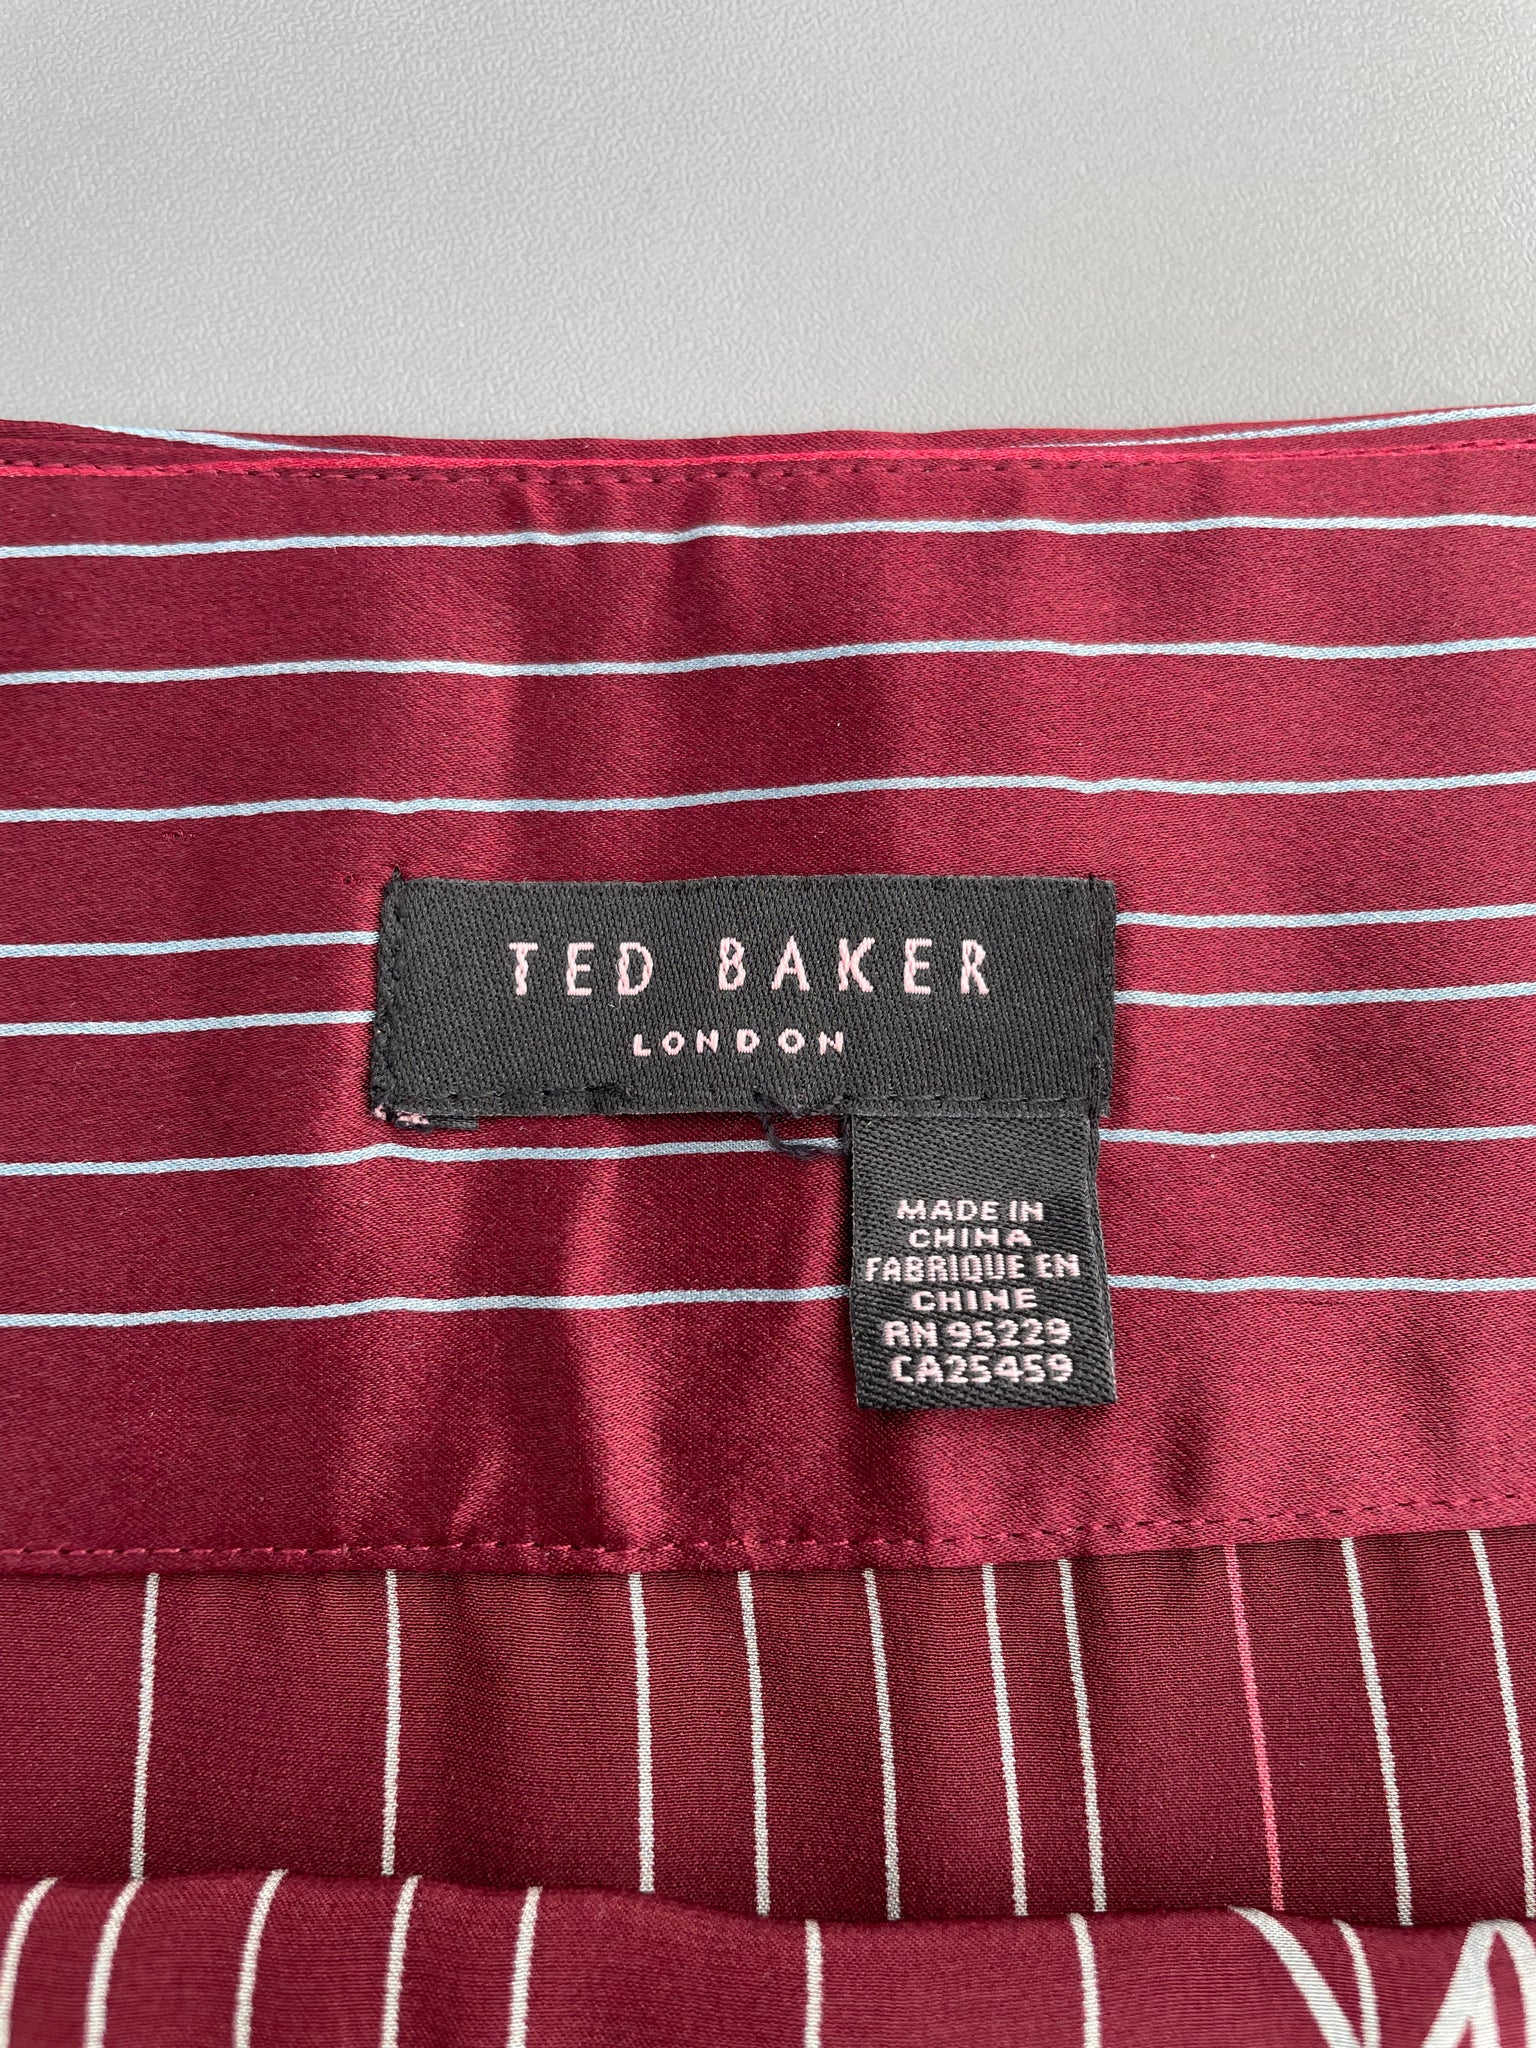 TED BAKER
LONDON
MADE IN
CHINA
FABRIQUE EN
CHINE
RN 95229
CA25459